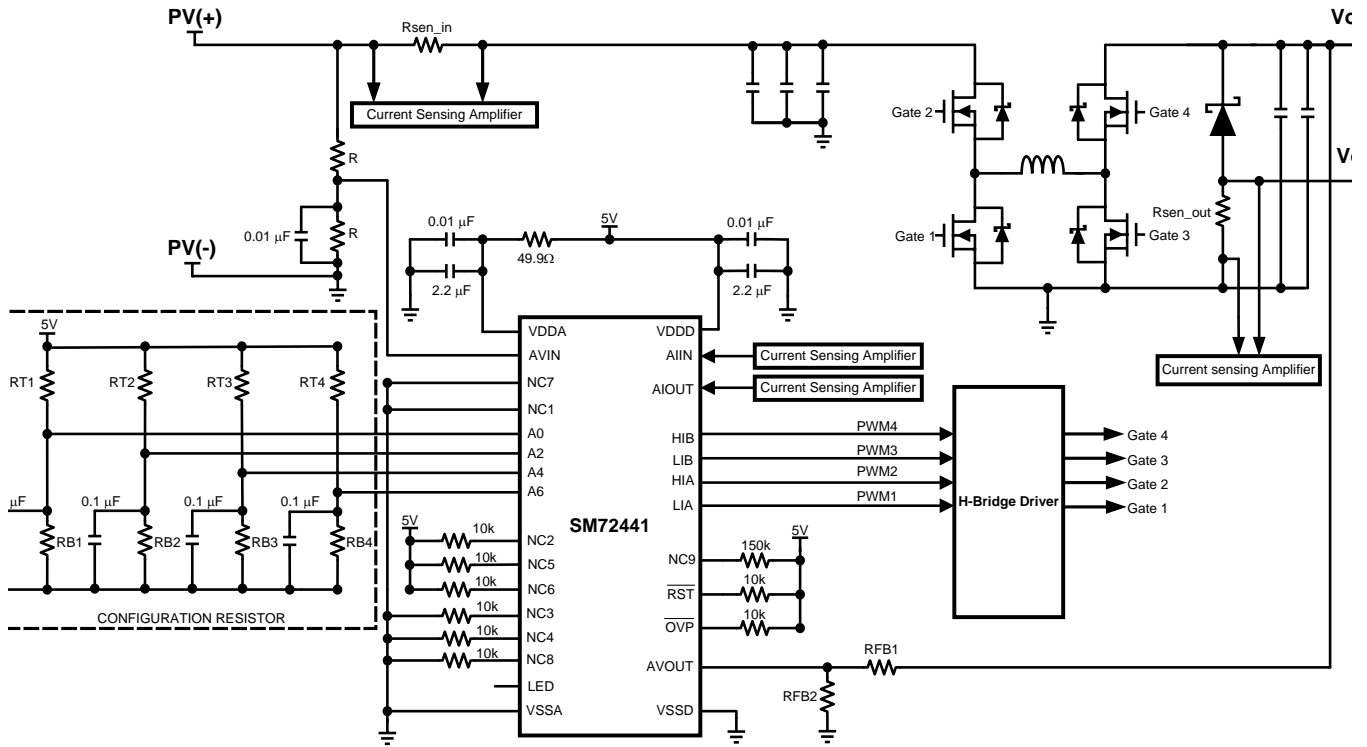 PV(+)
Rsen_in
Current Sensing Amplifier
Vo
Gate 2
Gate 4
R
Vo
Rsen_out
Gate 1
Gate 3
0.01 µF
R
PV(-)
0.01 µF
49.9Ω
5V
0.01 µF
2.2 µF
2.2 µF
5V
RT1
RT2
RT3
RT4
µF
0.1 µF
0.1 µF
0.1 µF
RB1
RB2
RB3
RB4
CONFIGURATION RESISTOR
VDDA
AVIN
NC7
NC1
A0
A2
A4
A6
5V
10k
NC2
10k
NC5
10k
NC6
10k
NC3
10k
NC4
10k
NC8
LED
VSSA
SM72441
VDDD
AIIN
Current Sensing Amplifier
AIOUT
Current Sensing Amplifier
Current sensing Amplifier
HIB
PWM4
LIB
PWM3
HIA
PWM2
LIA
PWM1
H-Bridge Driver
Gate 4
Gate 3
Gate 2
Gate 1
5V
NC9
150k
RST
10k
OVP
10k
AVOUT
RFB1
RFB2
VSSD